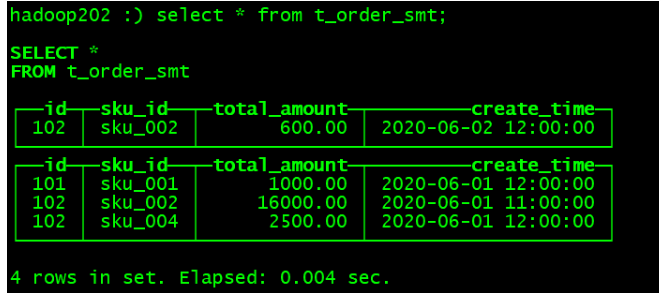 hadoop202 :) select * from t_order_smt;
SELECT *
FROM t_order_smt
id sku_id total_amount create_time
102 sku_002 600.00 2020-06-02 12:00:00
id sku_id total_amount create_time
101 sku_001 1000.00 2020-06-01 12:00:00
102 sku_002 16000.00 2020-06-01 11:00:00
102 sku_004 2500.00 2020-06-01 12:00:00
4 rows in set. Elapsed: 0.004 sec.